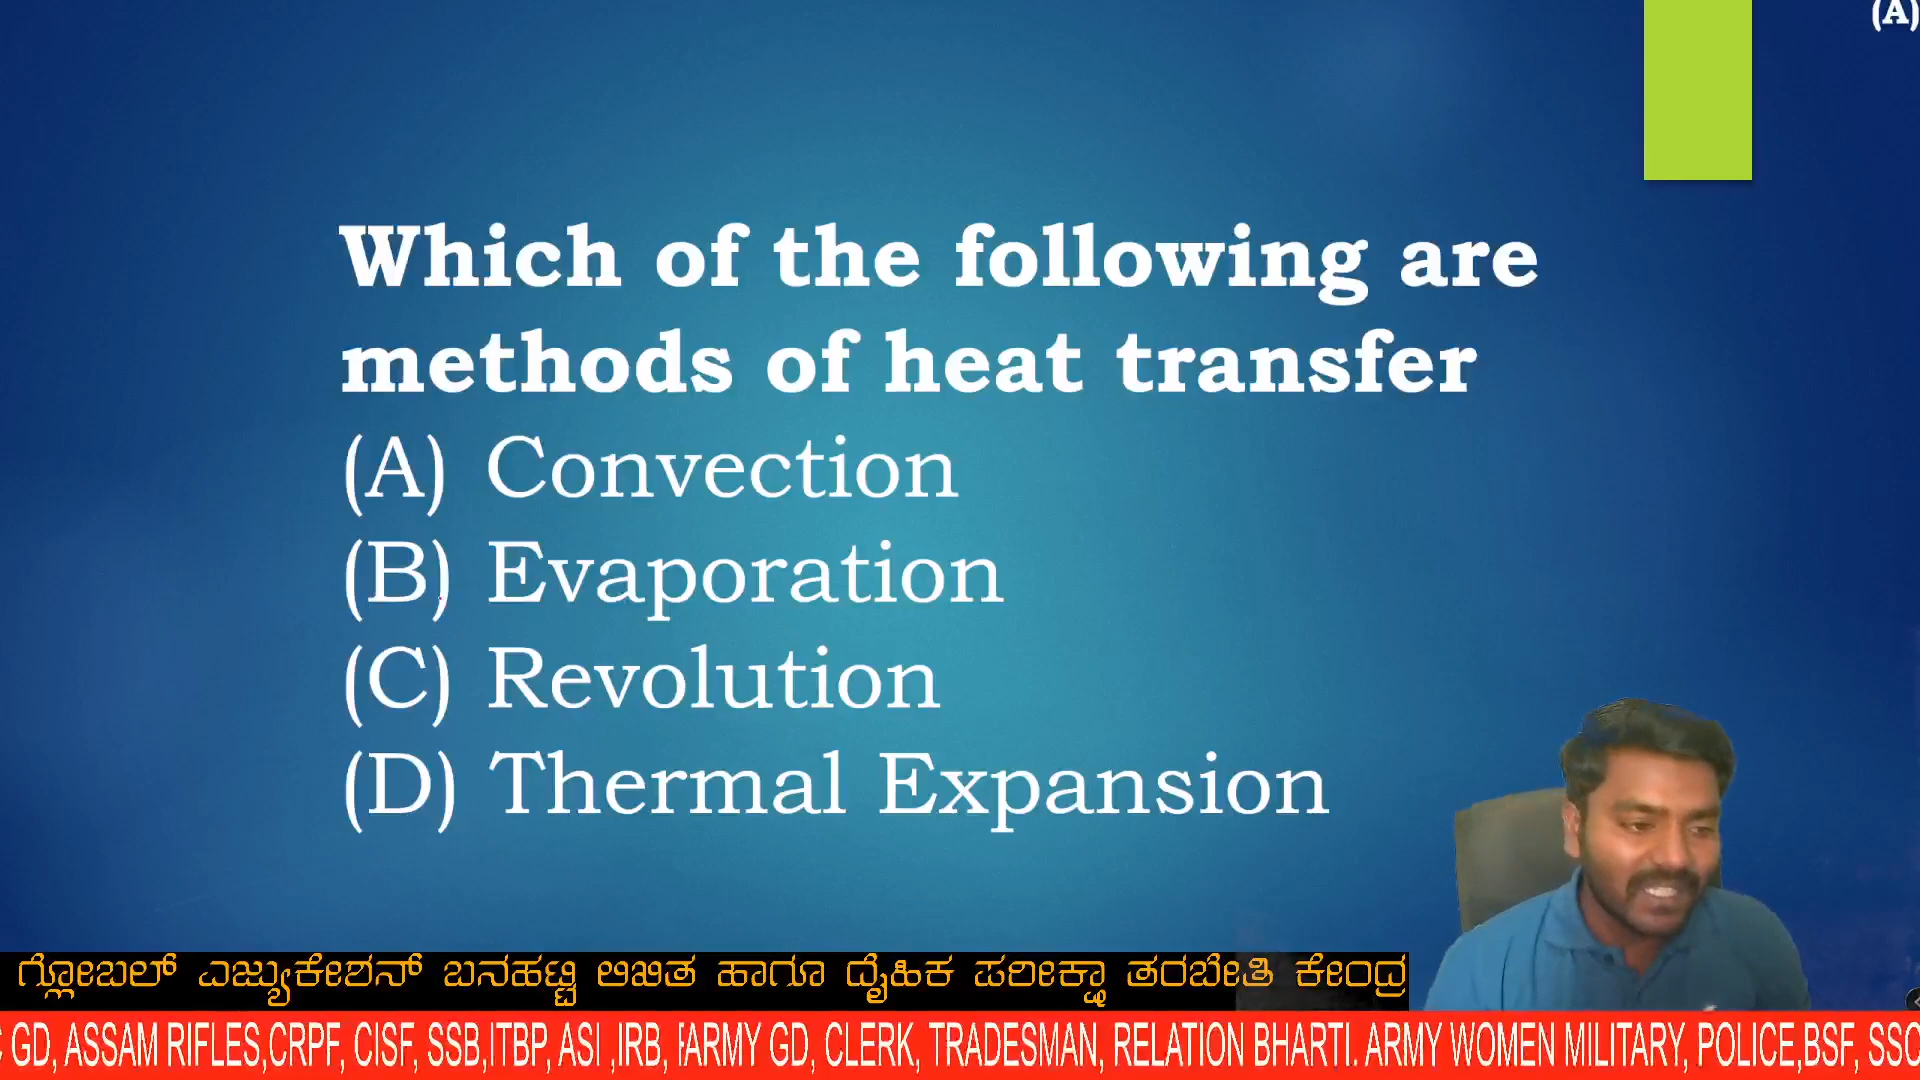 (A)
Which of the following are
methods of heat transfer
(A) Convection
(B) Evaporation
(C) Revolution
(D) Thermal Expansion
ಗ್ಲೋಬಲ್ ಎಜ್ಯುಕೇಶನ್ ಬನಹಟ್ಟಿ ಲಿಖಿತ ಹಾಗೂ ದೈಹಿಕ ಪರೀಕ್ಷಾ ತರಬೇತಿ ಕೇಂದ್ರ
GD, ASSAM RIFLES,CRPF, CISF, SSB,ITBP, ASI ,IRB, FARMY GD, CLERK, TRADESMAN, RELATION BHARTI. ARMY WOMEN MILITARY, POLICE,BSF, SSC